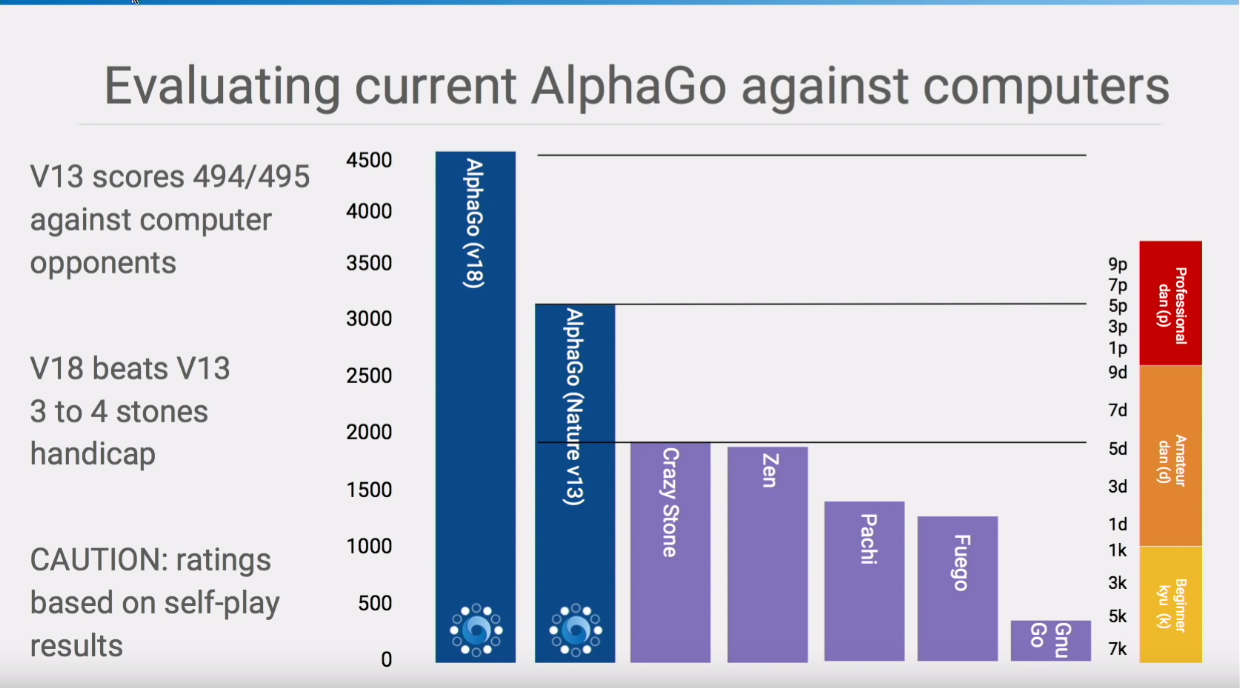 Evaluating current AlphaGo against computers
V13 scores 494/495
against computer
opponents
V18 beats V13
3 to 4 stones
handicap
CAUTION: ratings
based on self-play
results
4500
4000
3500
3000
2500
2000
1500
1000
500
0
AlphaGo (v18)
AlphaGo (Nature v13)
Crazy Stone
Zen
Pachi
Fuego
Gnu
Go
9p
7p
5p
3p
1p
9d
7d
5d
3d
1d
1k
3k
5k
7k
Professional
dan (p)
Amateur
dan (d)
Beginner
kyu (k)